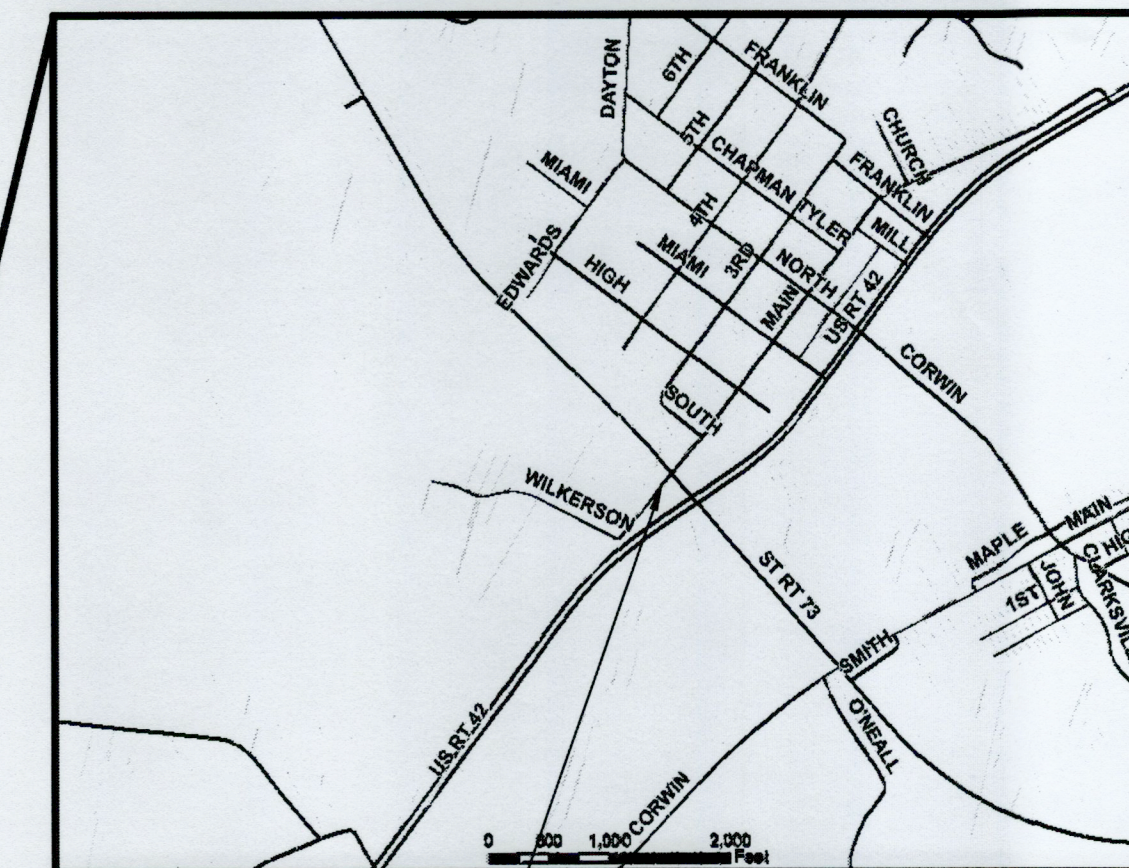 DAYTON
6TH
FRANKLIN
5TH
CHURCH
CHAPMAN
MIAMI
FRANKLIN
TYLER
4TH
MILL
EDWARDS
HIGH
MIAMI
3RD
NORTH
MAIN
US RT 42
CORWIN
SOUTH
WILKERSON
MAPLE
MAIN
ST RT 73
1ST
JOHN
SMITH
O'NEALL
US RT 42
CORWIN
0 500 1,000 2,000
Feet